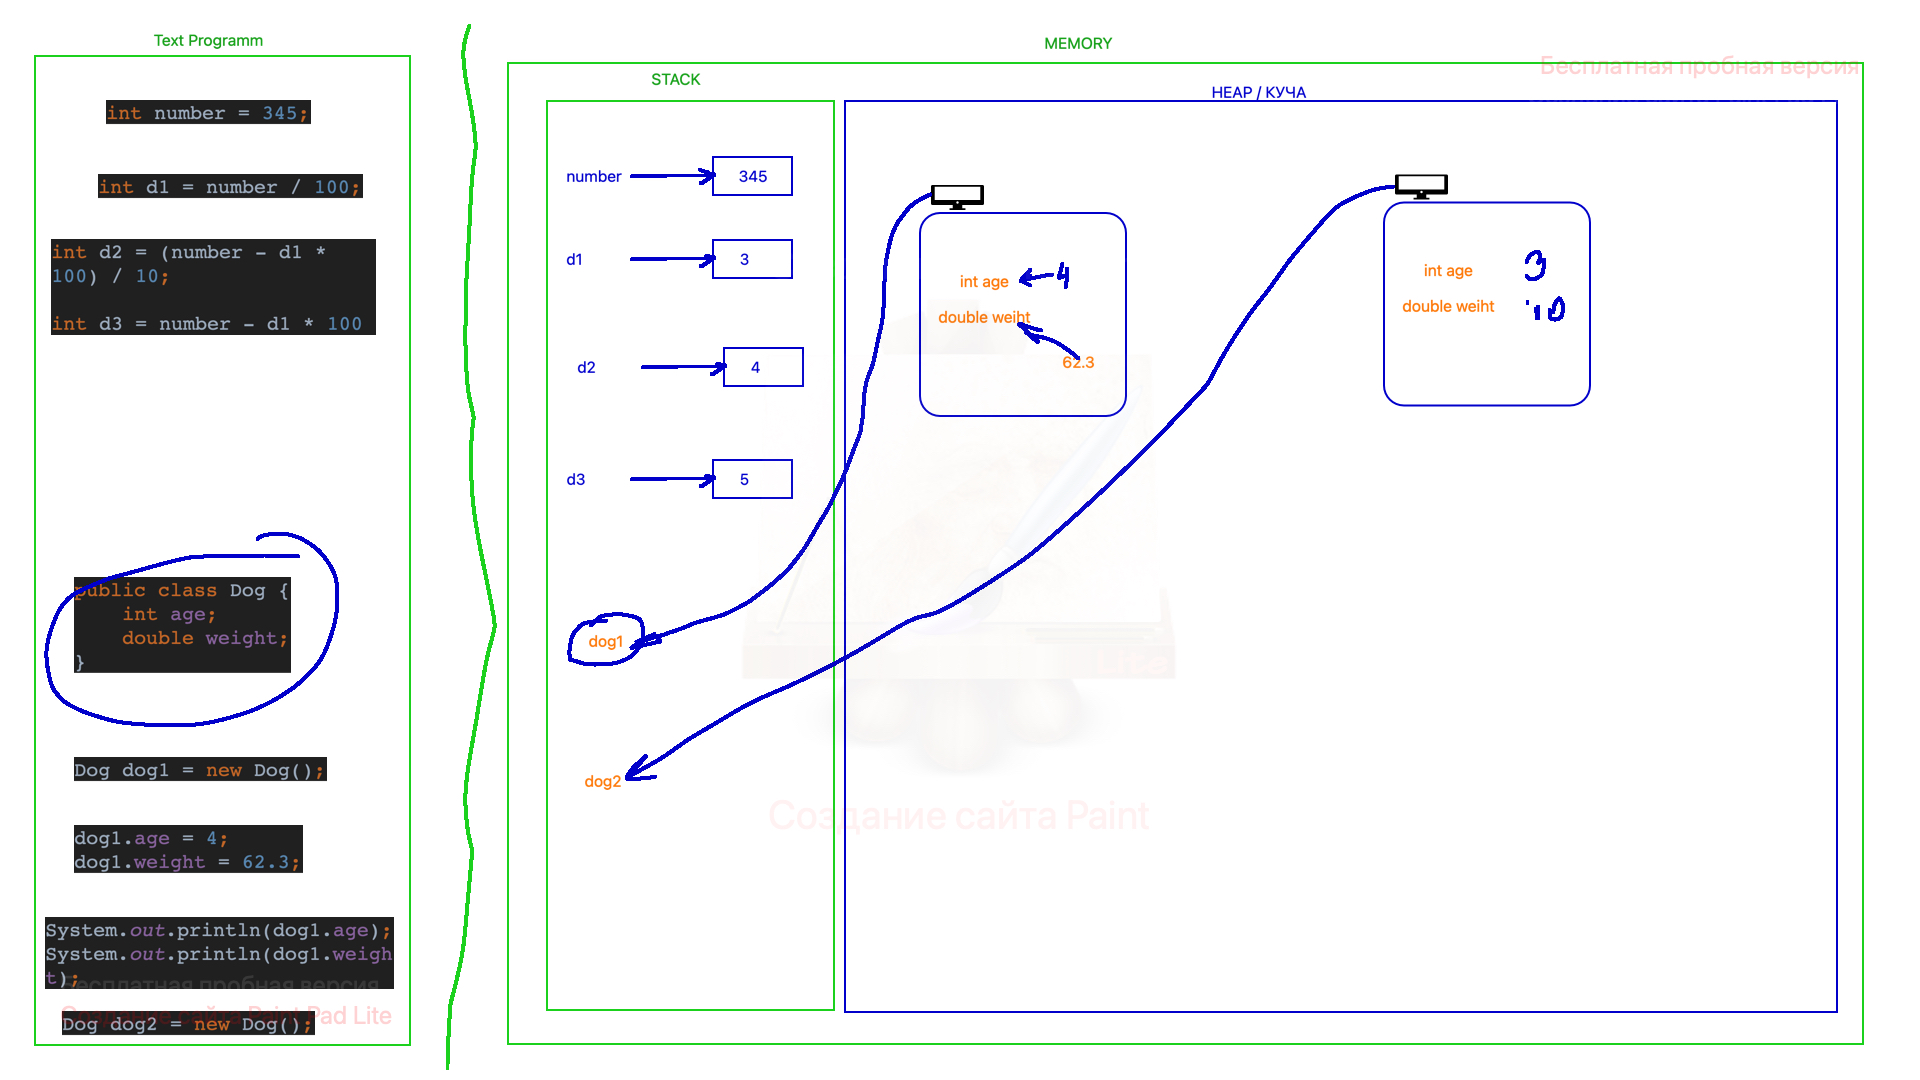 Text Programm
int number = 345;
int d1 = number / 100;
int d2 = (number - d1 *
100) / 10;
int d3 = number - d1 * 100
public class Dog {
int age;
double weight;
}
Dog dog1 = new Dog();
dog1.age = 4;
dog1.weight = 62.3;
System.out.println(dog1.age);
System.out.println(dog1.weigh
t);
Бесплатная пробная версия
Создание сайта Paint Pad Lite
Dog dog2 = new Dog();
MEMORY
Бесплатная пробная версия
STACK
number 345
d1 3
d2 4
d3 5
dog1
dog2
HEAP / КУЧА
int age 4
double weiht
62.3
int age 3
double weiht 10
Создание сайта Paint